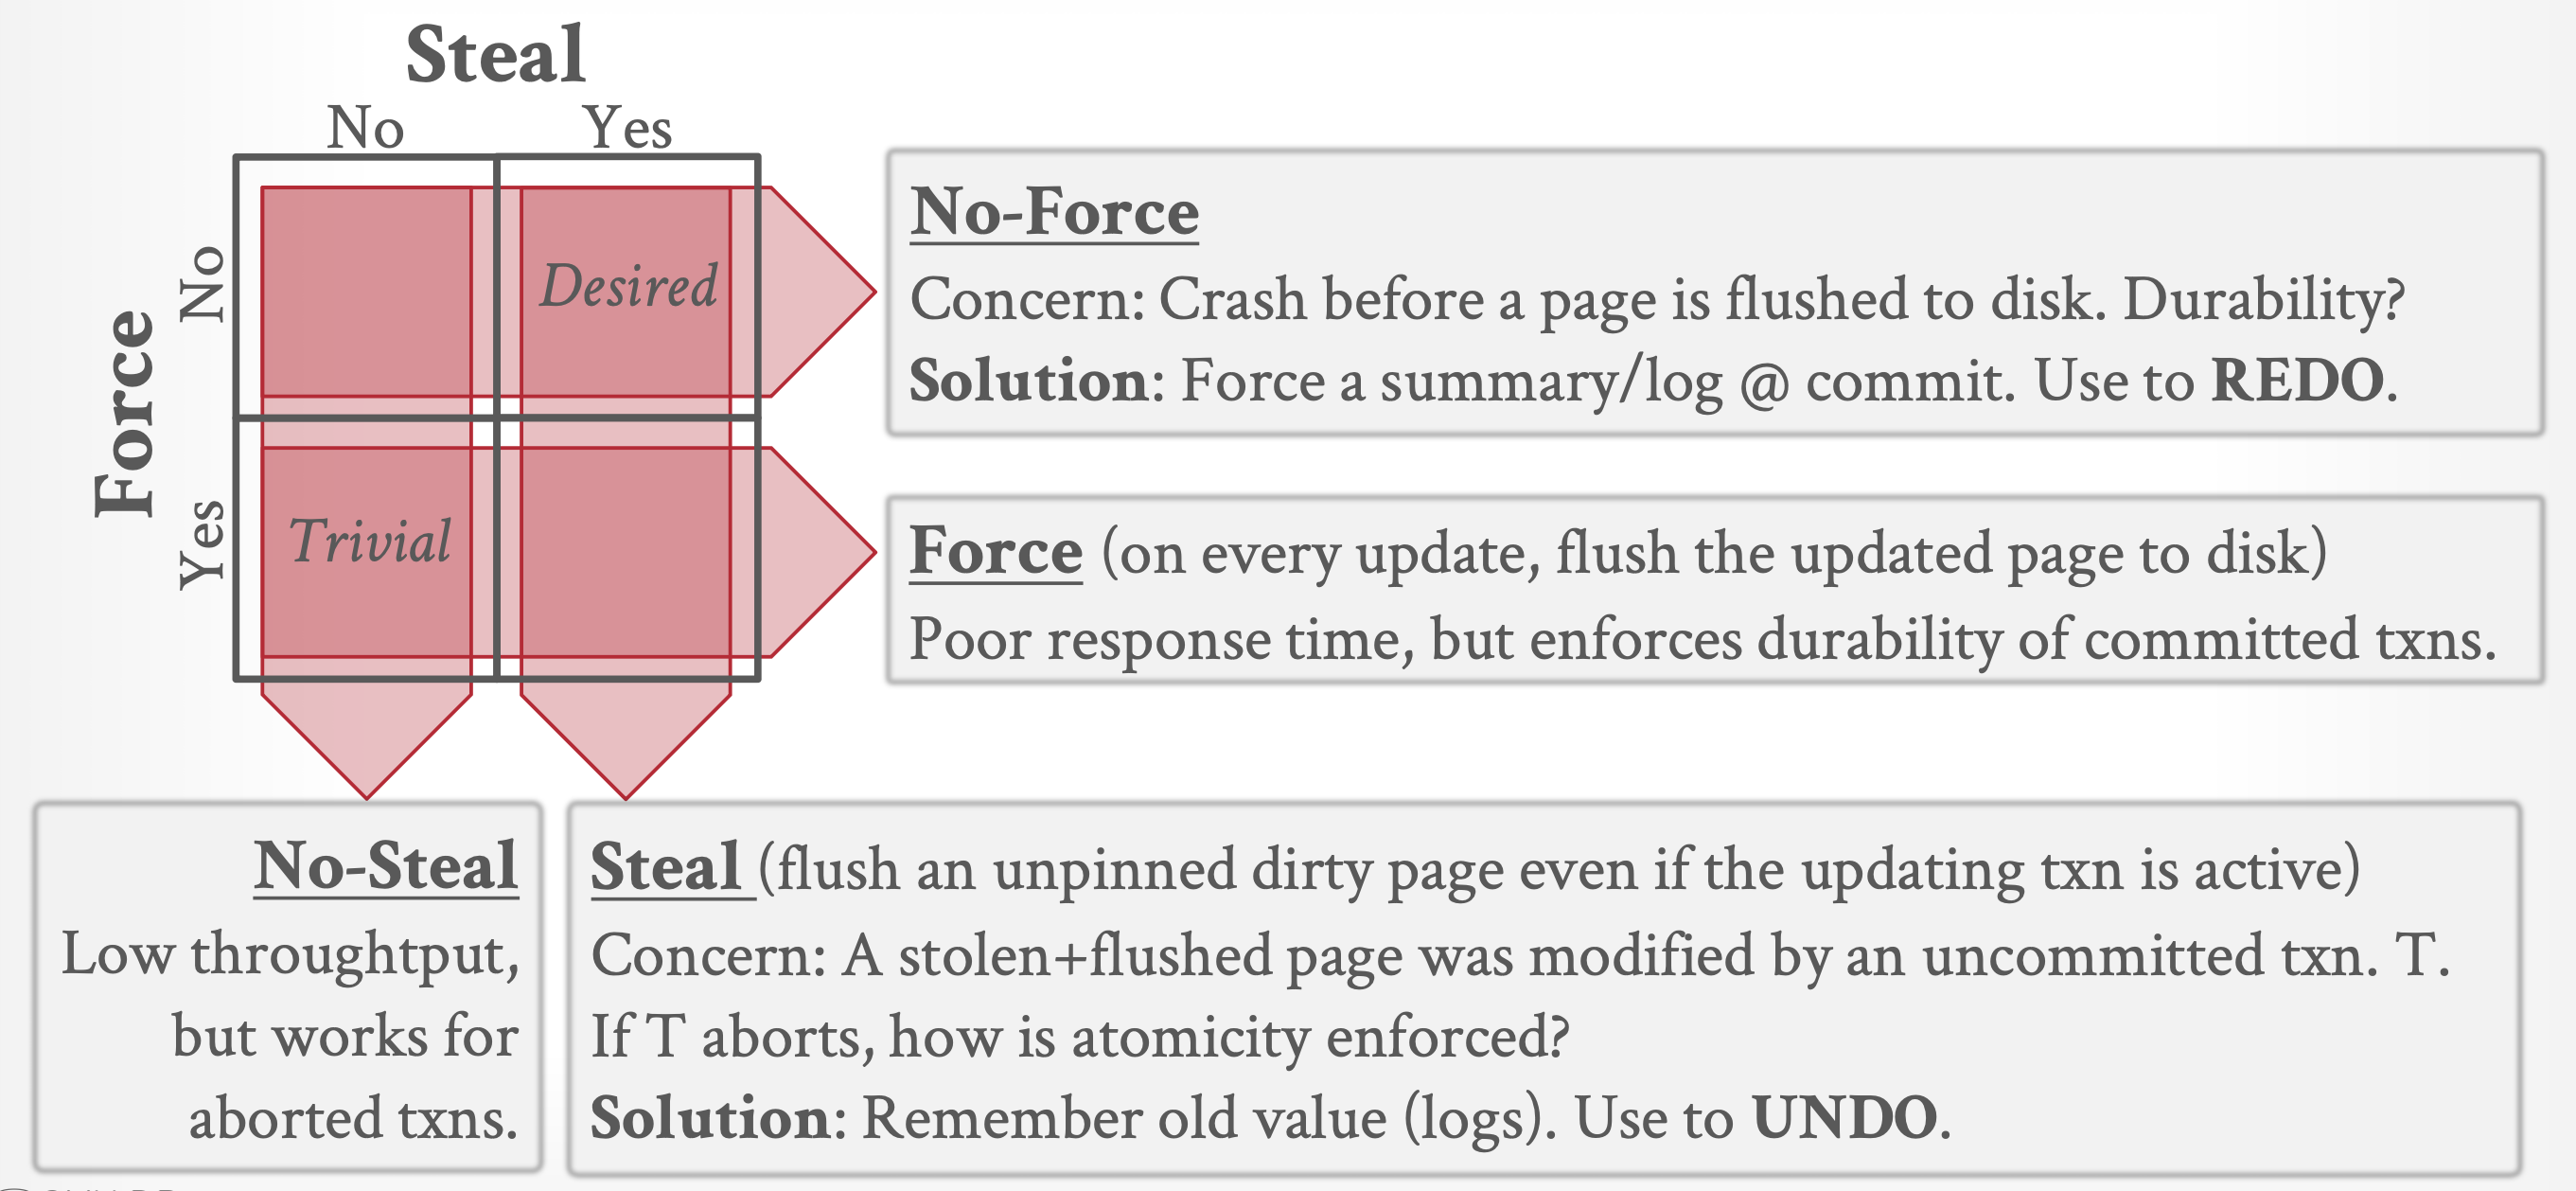 Steal
No Yes
Force
No
Yes
Desired
Trivial
No-Force
Concern: Crash before a page is flushed to disk. Durability?
Solution: Force a summary/log @ commit. Use to REDO.
Force (on every update, flush the updated page to disk)
Poor response time, but enforces durability of committed txns.
No-Steal
Low throughtput,
but works for
aborted txns.
Steal (flush an unpinned dirty page even if the updating txn is active)
Concern: A stolen+flushed page was modified by an uncommitted txn. T.
If T aborts, how is atomicity enforced?
Solution: Remember old value (logs). Use to UNDO.